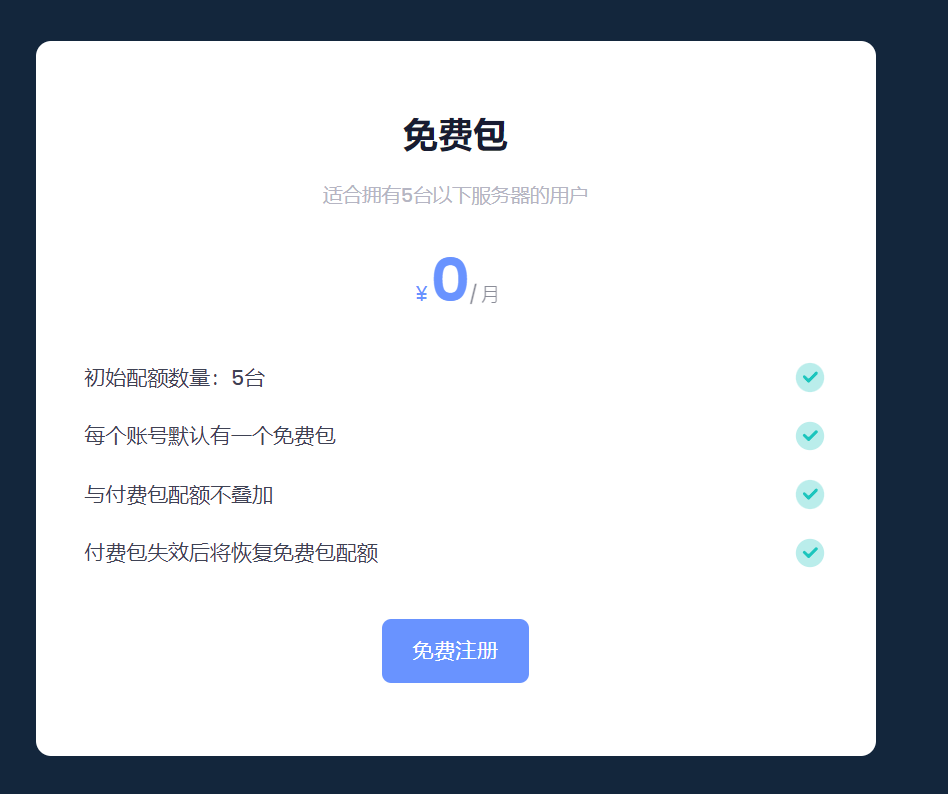 免费包
适合拥有5台以下服务器的用户
¥0/ 月
初始配额数量：5台
每个账号默认有一个免费包
与付费包配额不叠加
付费包失效后将恢复免费包配额
免费注册